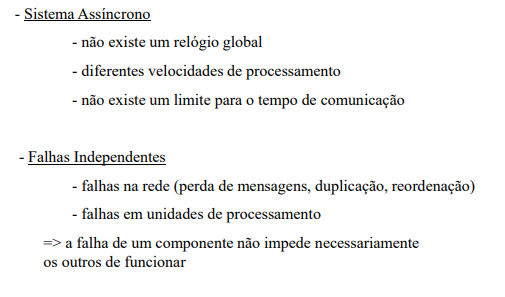 - Sistema Assíncrono
- não existe um relógio global
- diferentes velocidades de processamento
- não existe um limite para o tempo de comunicação
- Falhas Independentes
- falhas na rede (perda de mensagens, duplicação, reordenação)
- falhas em unidades de processamento
=> a falha de um componente não impede necessariamente
os outros de funcionar